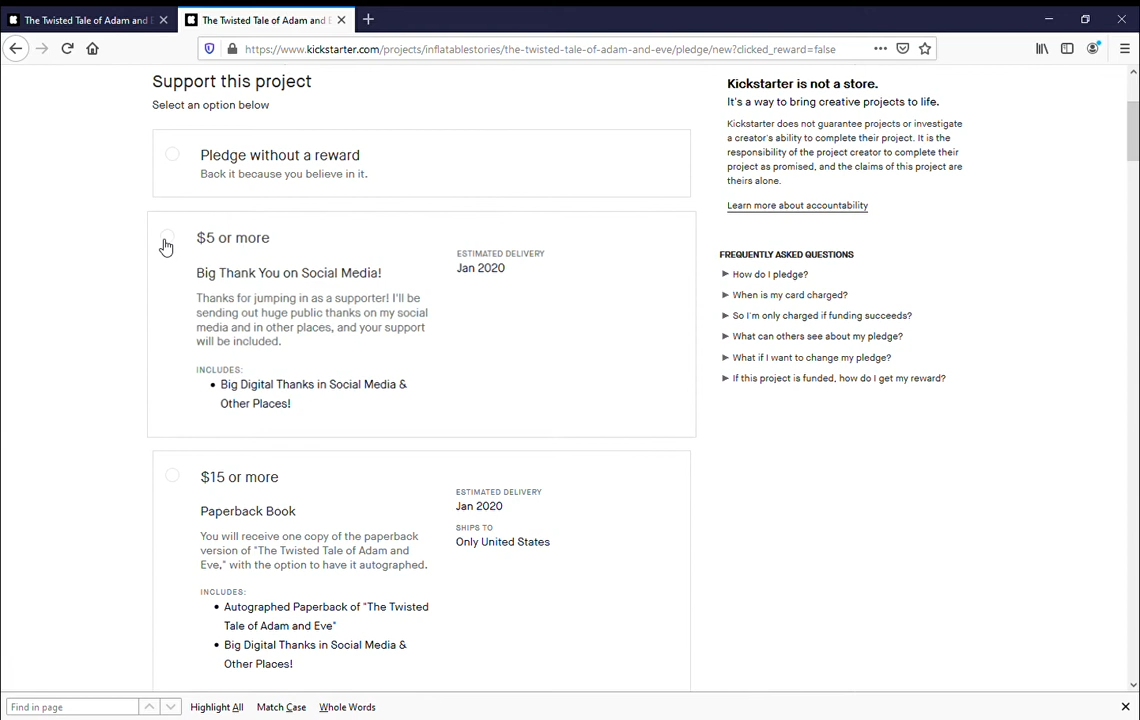 The Twisted Tale of Adam and E
The Twisted Tale of Adam and E
https://www.kickstarter.com/projects/inflatablestories/the-twisted-tale-of-adam-and-eve/pledge/new?clicked_reward=false
Support this project
Select an option below
Pledge without a reward
Back it because you believe in it.
$5 or more
Big Thank You on Social Media!
Thanks for jumping in as a supporter! I'll be
sending out huge public thanks on my social
media and in other places, and your support
will be included.
INCLUDES:
• Big Digital Thanks in Social Media &
Other Places!
ESTIMATED DELIVERY
Jan 2020
$15 or more
Paperback Book
You will receive one copy of the paperback
version of "The Twisted Tale of Adam and
Eve," with the option to have it autographed.
INCLUDES:
• Autographed Paperback of "The Twisted
Tale of Adam and Eve"
• Big Digital Thanks in Social Media &
Other Places!
ESTIMATED DELIVERY
Jan 2020
SHIPS TO
Only United States
Kickstarter is not a store.
It's a way to bring creative projects to life.
Kickstarter does not guarantee projects or investigate
a creator's ability to complete their project. It is the
responsibility of the project creator to complete their
project as promised, and the claims of this project are
theirs alone.
Learn more about accountability
FREQUENTLY ASKED QUESTIONS
How do I pledge?
When is my card charged?
So I'm only charged if funding succeeds?
What can others see about my pledge?
What if I want to change my pledge?
If this project is funded, how do I get my reward?
Find in page
Highlight All Match Case Whole Words